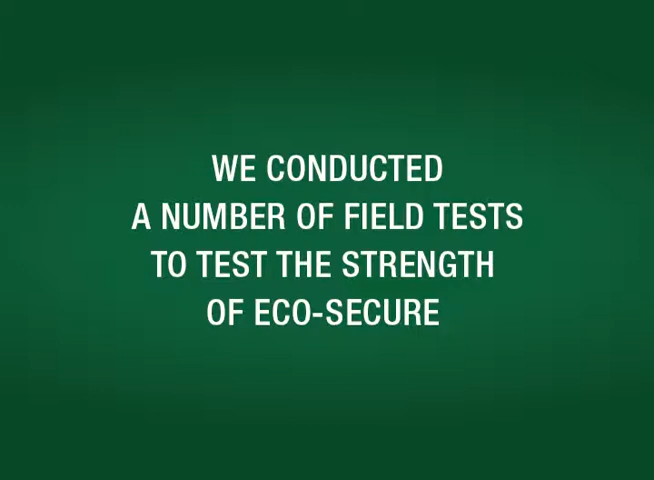 WE CONDUCTED
A NUMBER OF FIELD TESTS
TO TEST THE STRENGTH
OF ECO-SECURE